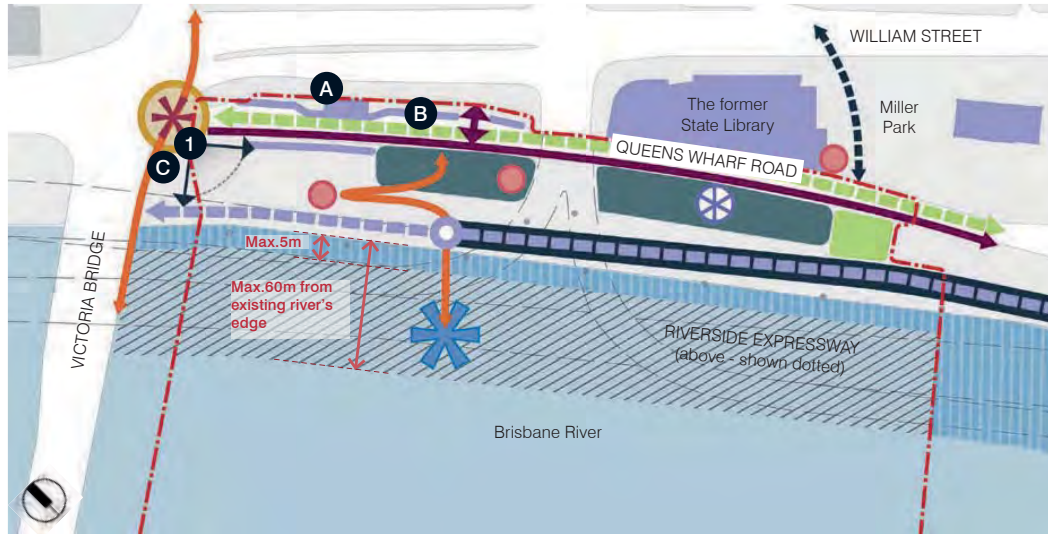 WILLIAM STREET
A
The former
State Library
Miller
Park
B
1
C
QUEENS WHARF ROAD
Max.5m
Max.60m from
existing river's
edge
VICTORIA BRIDGE
RIVERSIDE EXPRESSWAY
(above - shown dotted)
Brisbane River